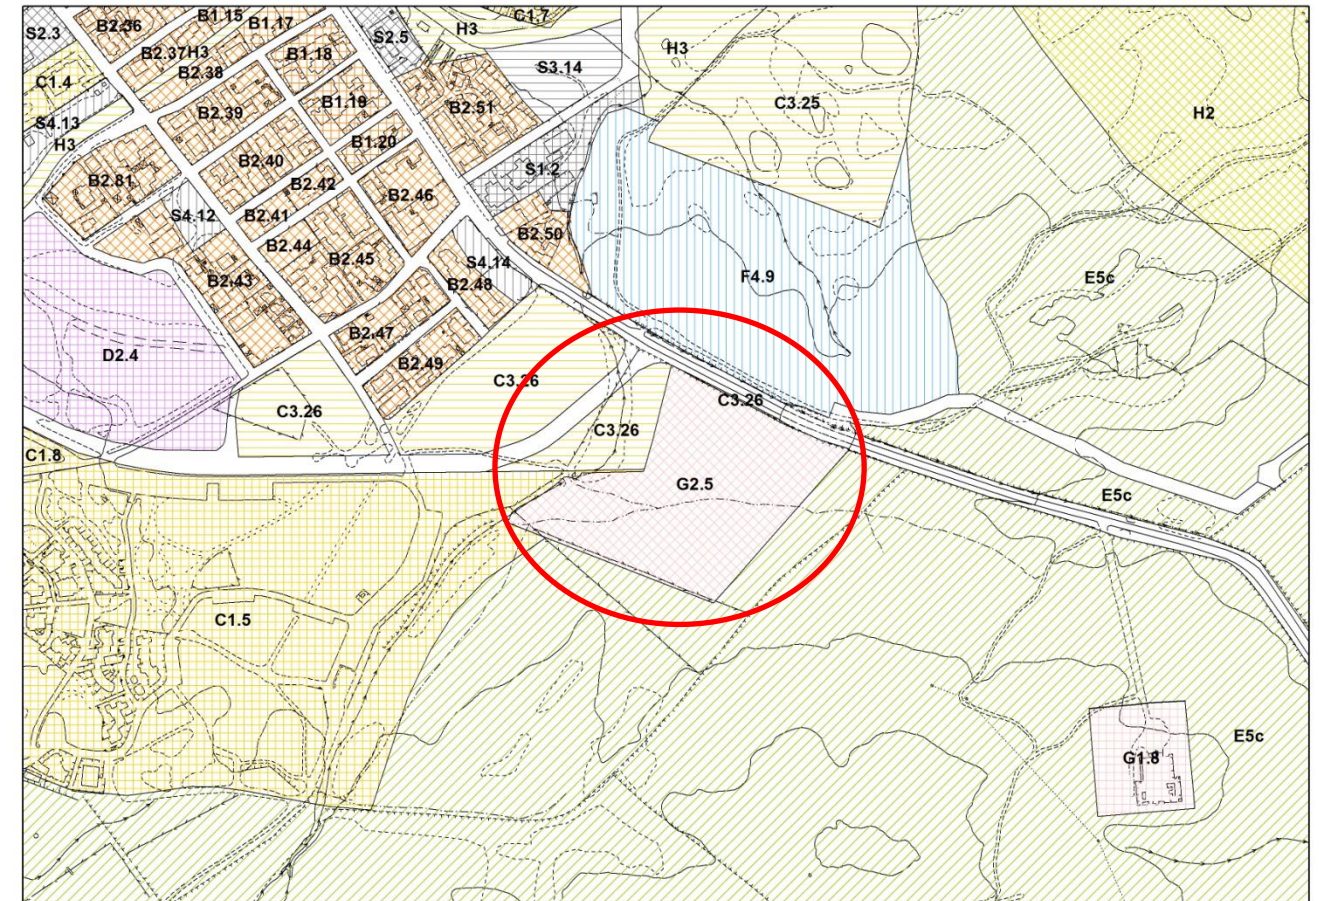 B1.15
C1.7
S2.3
B2.36
B1.17
H3
S2.5
B2.37
H3
B1.18
H3
B2.38
S3.14
C1.4
B1.19
C3.25
B2.39
B2.51
H2
S4.13
B1.20
H3
B2.40
S1.2
B2.81
B2.42
B2.46
S4.12
B2.41
B2.50
B2.44
B2.45
S4.14
F4.9
E5c
B2.43
B2.48
B2.47
D2.4
B2.49
C3.26
C3.26
C3.26
C3.26
C1.8
G2.5
E5c
C1.5
E5c
G1.8